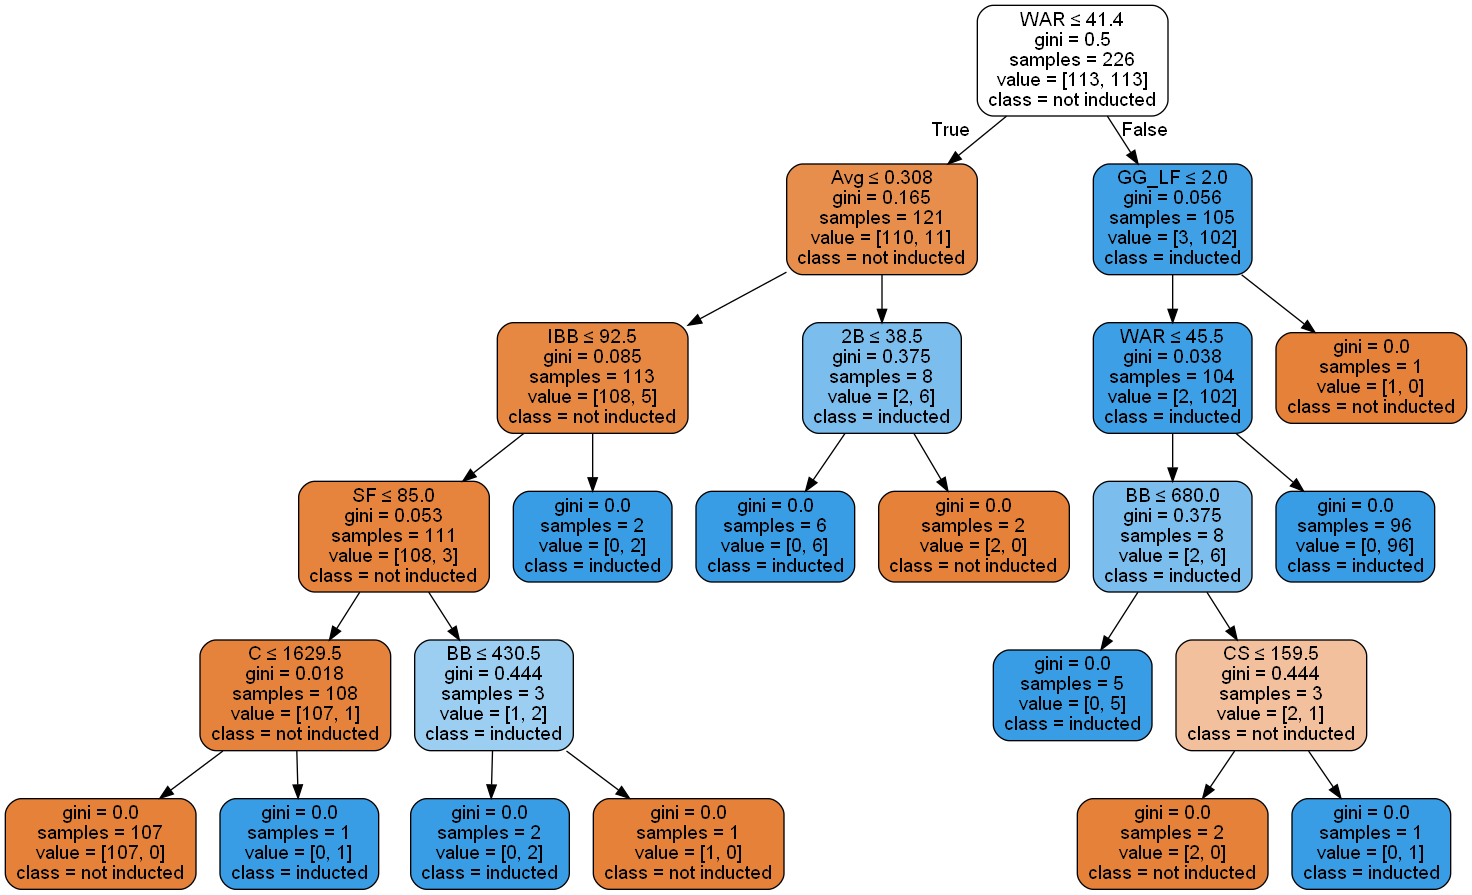 WAR ≤ 41.4
gini = 0.5
samples = 226
value = [113, 113]
class = not inducted
True
False
Avg ≤ 0.308
gini = 0.165
samples = 121
value = [110, 11]
class = not inducted
GG_LF ≤ 2.0
gini = 0.056
samples = 105
value = [3, 102]
class = inducted
IBB ≤ 92.5
gini = 0.085
samples = 113
value = [108, 5]
class = not inducted
2B ≤ 38.5
gini = 0.375
samples = 8
value = [2, 6]
class = inducted
WAR ≤ 45.5
gini = 0.038
samples = 104
value = [2, 102]
class = inducted
gini = 0.0
samples = 1
value = [1, 0]
class = not inducted
SF ≤ 85.0
gini = 0.053
samples = 111
value = [108, 3]
class = not inducted
gini = 0.0
samples = 2
value = [0, 2]
class = inducted
gini = 0.0
samples = 6
value = [0, 6]
class = inducted
gini = 0.0
samples = 2
value = [2, 0]
class = not inducted
BB ≤ 680.0
gini = 0.375
samples = 8
value = [2, 6]
class = inducted
gini = 0.0
samples = 96
value = [0, 96]
class = inducted
C ≤ 1629.5
gini = 0.018
samples = 108
value = [107, 1]
class = not inducted
BB ≤ 430.5
gini = 0.444
samples = 3
value = [1, 2]
class = inducted
gini = 0.0
samples = 5
value = [0, 5]
class = inducted
CS ≤ 159.5
gini = 0.444
samples = 3
value = [2, 1]
class = not inducted
gini = 0.0
samples = 107
value = [107, 0]
class = not inducted
gini = 0.0
samples = 1
value = [0, 1]
class = inducted
gini = 0.0
samples = 2
value = [0, 2]
class = inducted
gini = 0.0
samples = 1
value = [1, 0]
class = not inducted
gini = 0.0
samples = 2
value = [2, 0]
class = not inducted
gini = 0.0
samples = 1
value = [0, 1]
class = inducted